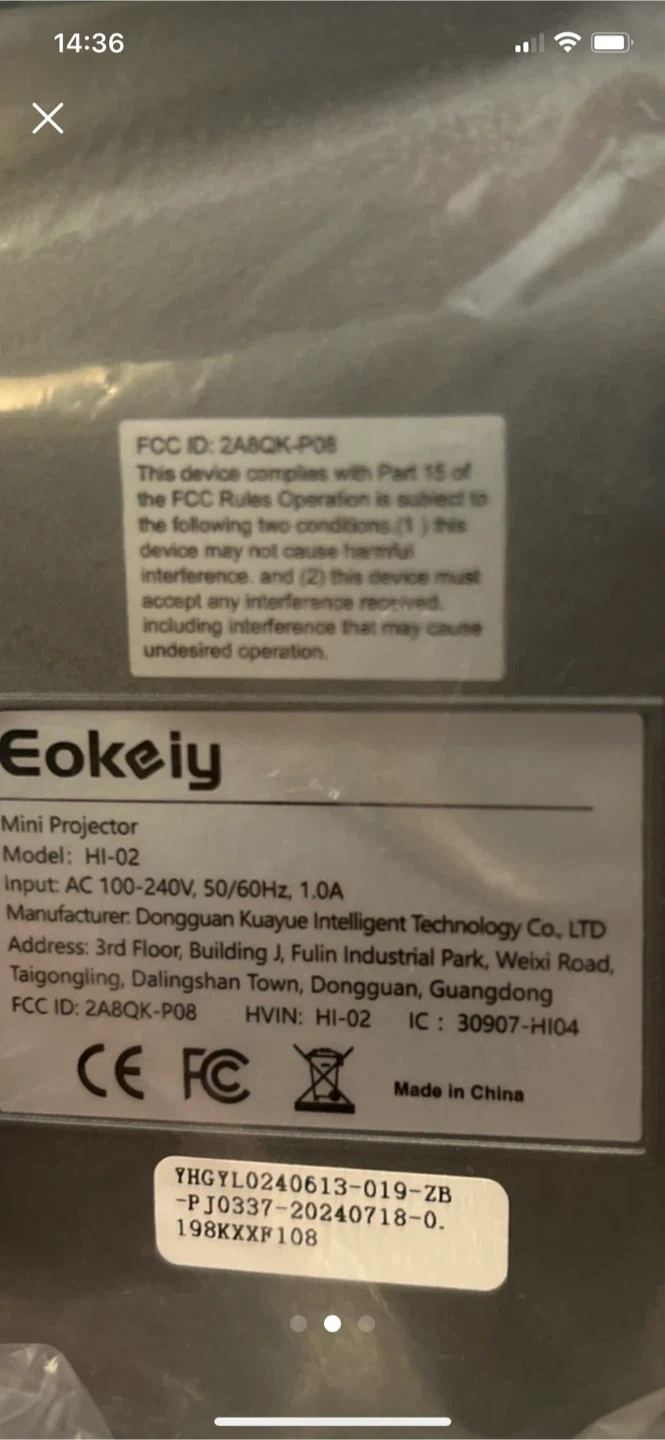 14:36
FCC ID: 2A8QK-P08
This device complies with Part 15 of
the FCC Rules Operation is subject to
the following two conditions.(1 ) this
device may not cause harmful
interference. and (2) this device must
accept any interference received.
including interference that may cause
undesired operation.
Eokeiy
Mini Projector
Model: HI-02
Input: AC 100-240V, 50/60Hz, 1.0A
Manufacturer: Dongguan Kuayue Intelligent Technology Co., LTD
Address: 3rd Floor, Building J, Fulin Industrial Park, Weixi Road,
Taigongling, Dalingshan Town, Dongguan, Guangdong
FCC ID: 2A8QK-P08 HVIN: HI-02 IC : 30907-HI04
CE FC
Made in China
YHGYL0240613-019-ZB
-PJ0337-20240718-0.
198KXXF108